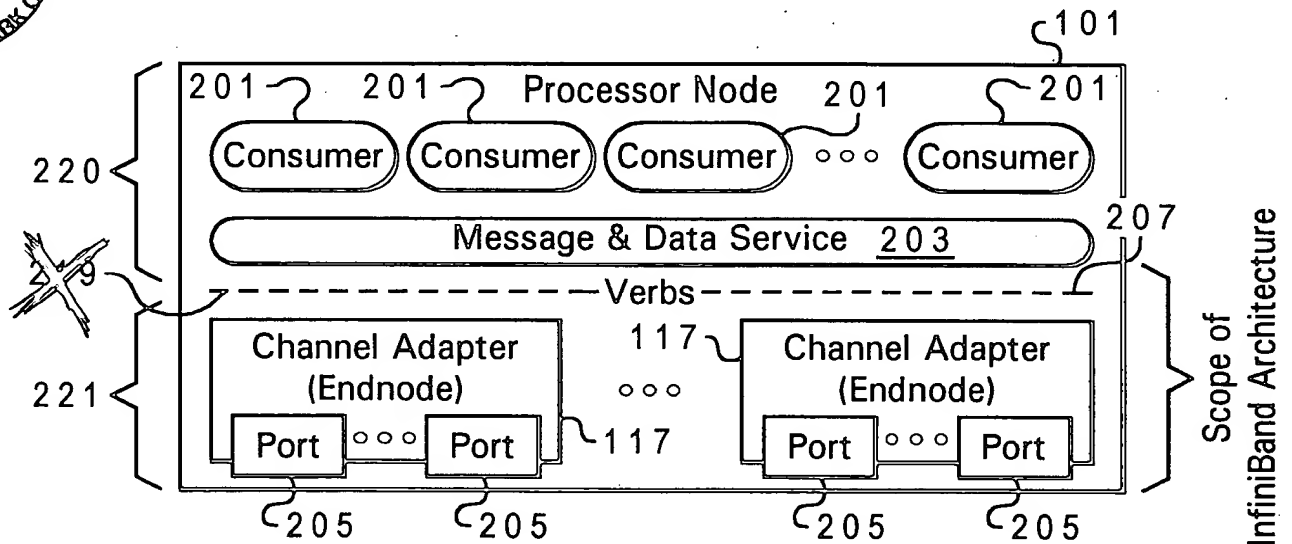 101
201 201 Processor Node 201 201
Consumer Consumer Consumer Consumer
220
207
Message & Data Service 203
Verbs
Channel Adapter (Endnode)
117
Channel Adapter (Endnode)
221
117
Port Port Port Port
205 205 205 205
Scope of
InfiniBand Architecture